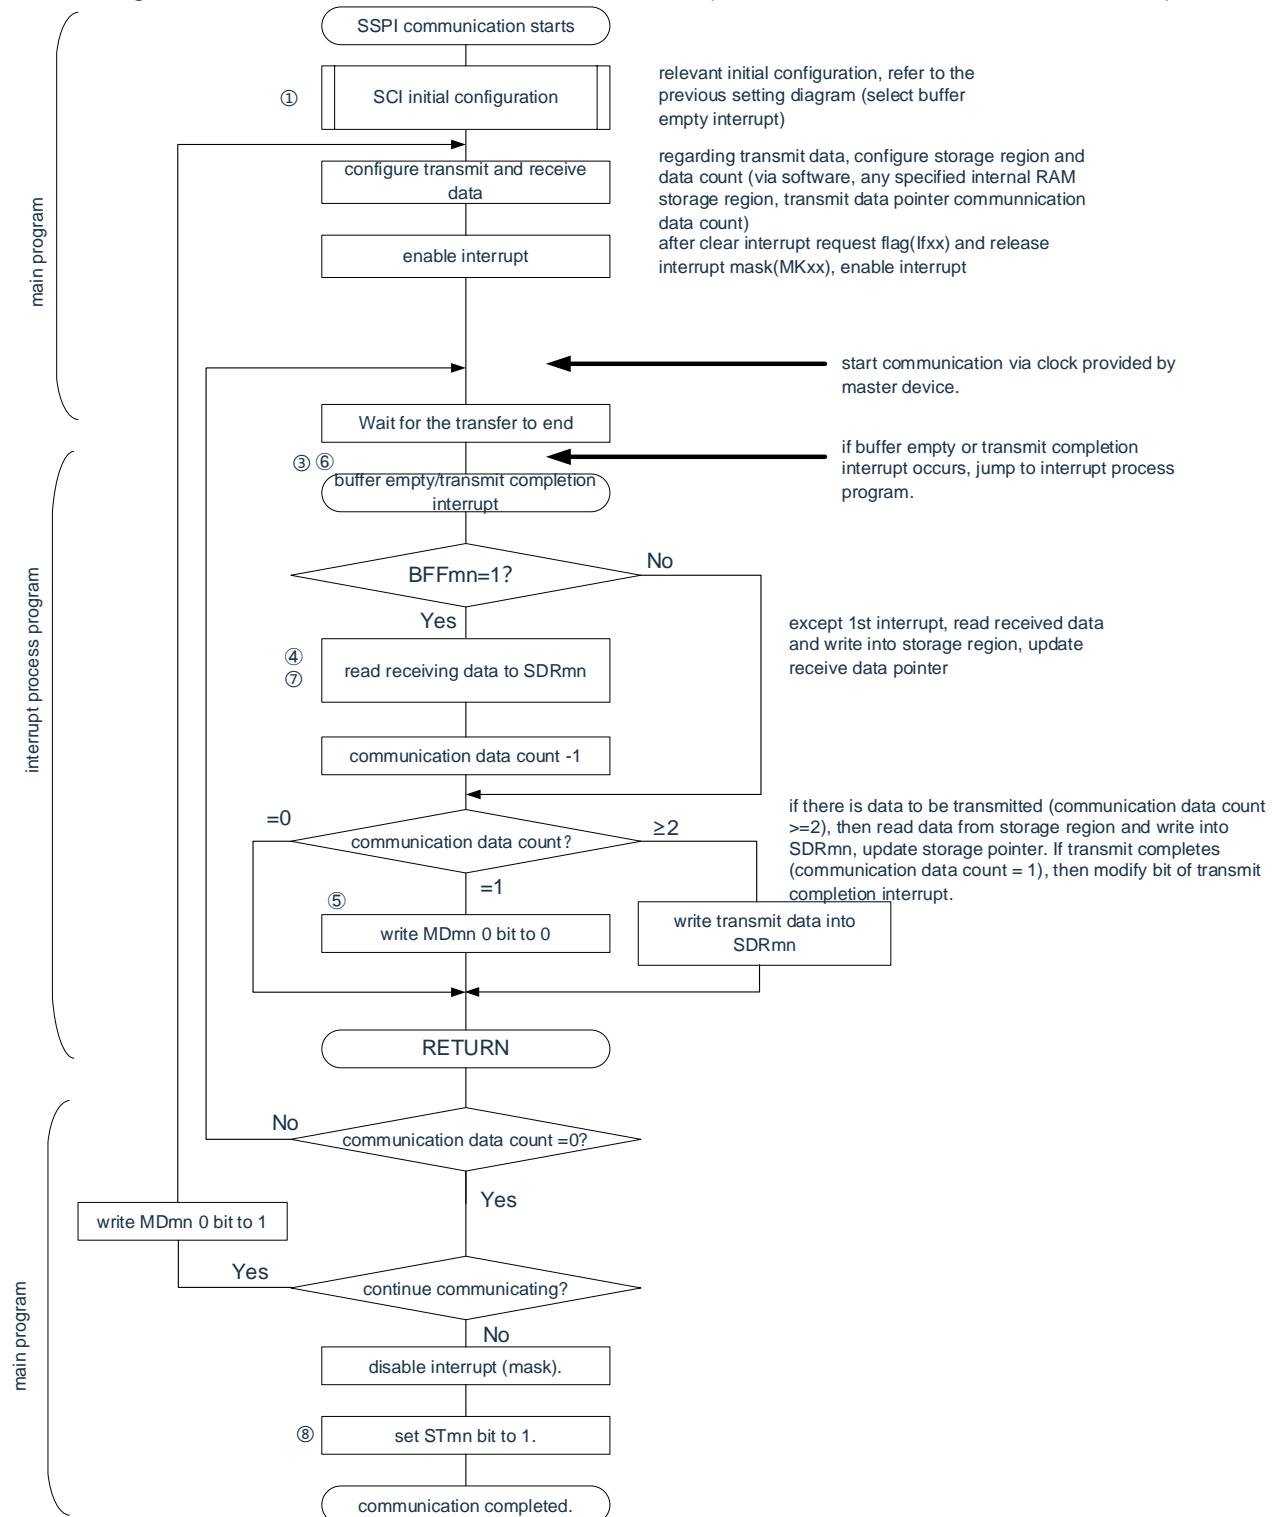 SSPI communication starts
①
SCI initial configuration
relevant initial configuration, refer to the
previous setting diagram (select buffer
empty interrupt)
configure transmit and receive
data
regarding transmit data, configure storage region and
data count (via software, any specified internal RAM
storage region, transmit data pointer communnication
data count)
enable interrupt
after clear interrupt request flag(Ifxx) and release
interrupt mask(MKxx), enable interrupt
main program
start communication via clock provided by
master device.
Wait for the transfer to end
③ ⑥
if buffer empty or transmit completion
interrupt occurs, jump to interrupt process
program.
buffer empty/transmit completion
interrupt
BFFmn=1?
No
Yes
except 1st interrupt, read received data
and write into storage region, update
receive data pointer
④
⑦
read receiving data to SDRmn
interrupt process program
communication data count -1
=0
communication data count?
≥2
=1
if there is data to be transmitted (communication data count
>=2), then read data from storage region and write into
SDRmn, update storage pointer. If transmit completes
(communication data count = 1), then modify bit of transmit
completion interrupt.
⑤
write MDmn 0 bit to 0
write transmit data into
SDRmn
RETURN
No
communication data count =0?
Yes
write MDmn 0 bit to 1
Yes
continue communicating?
No
main program
disable interrupt (mask).
⑧
set STmn bit to 1.
communication completed.